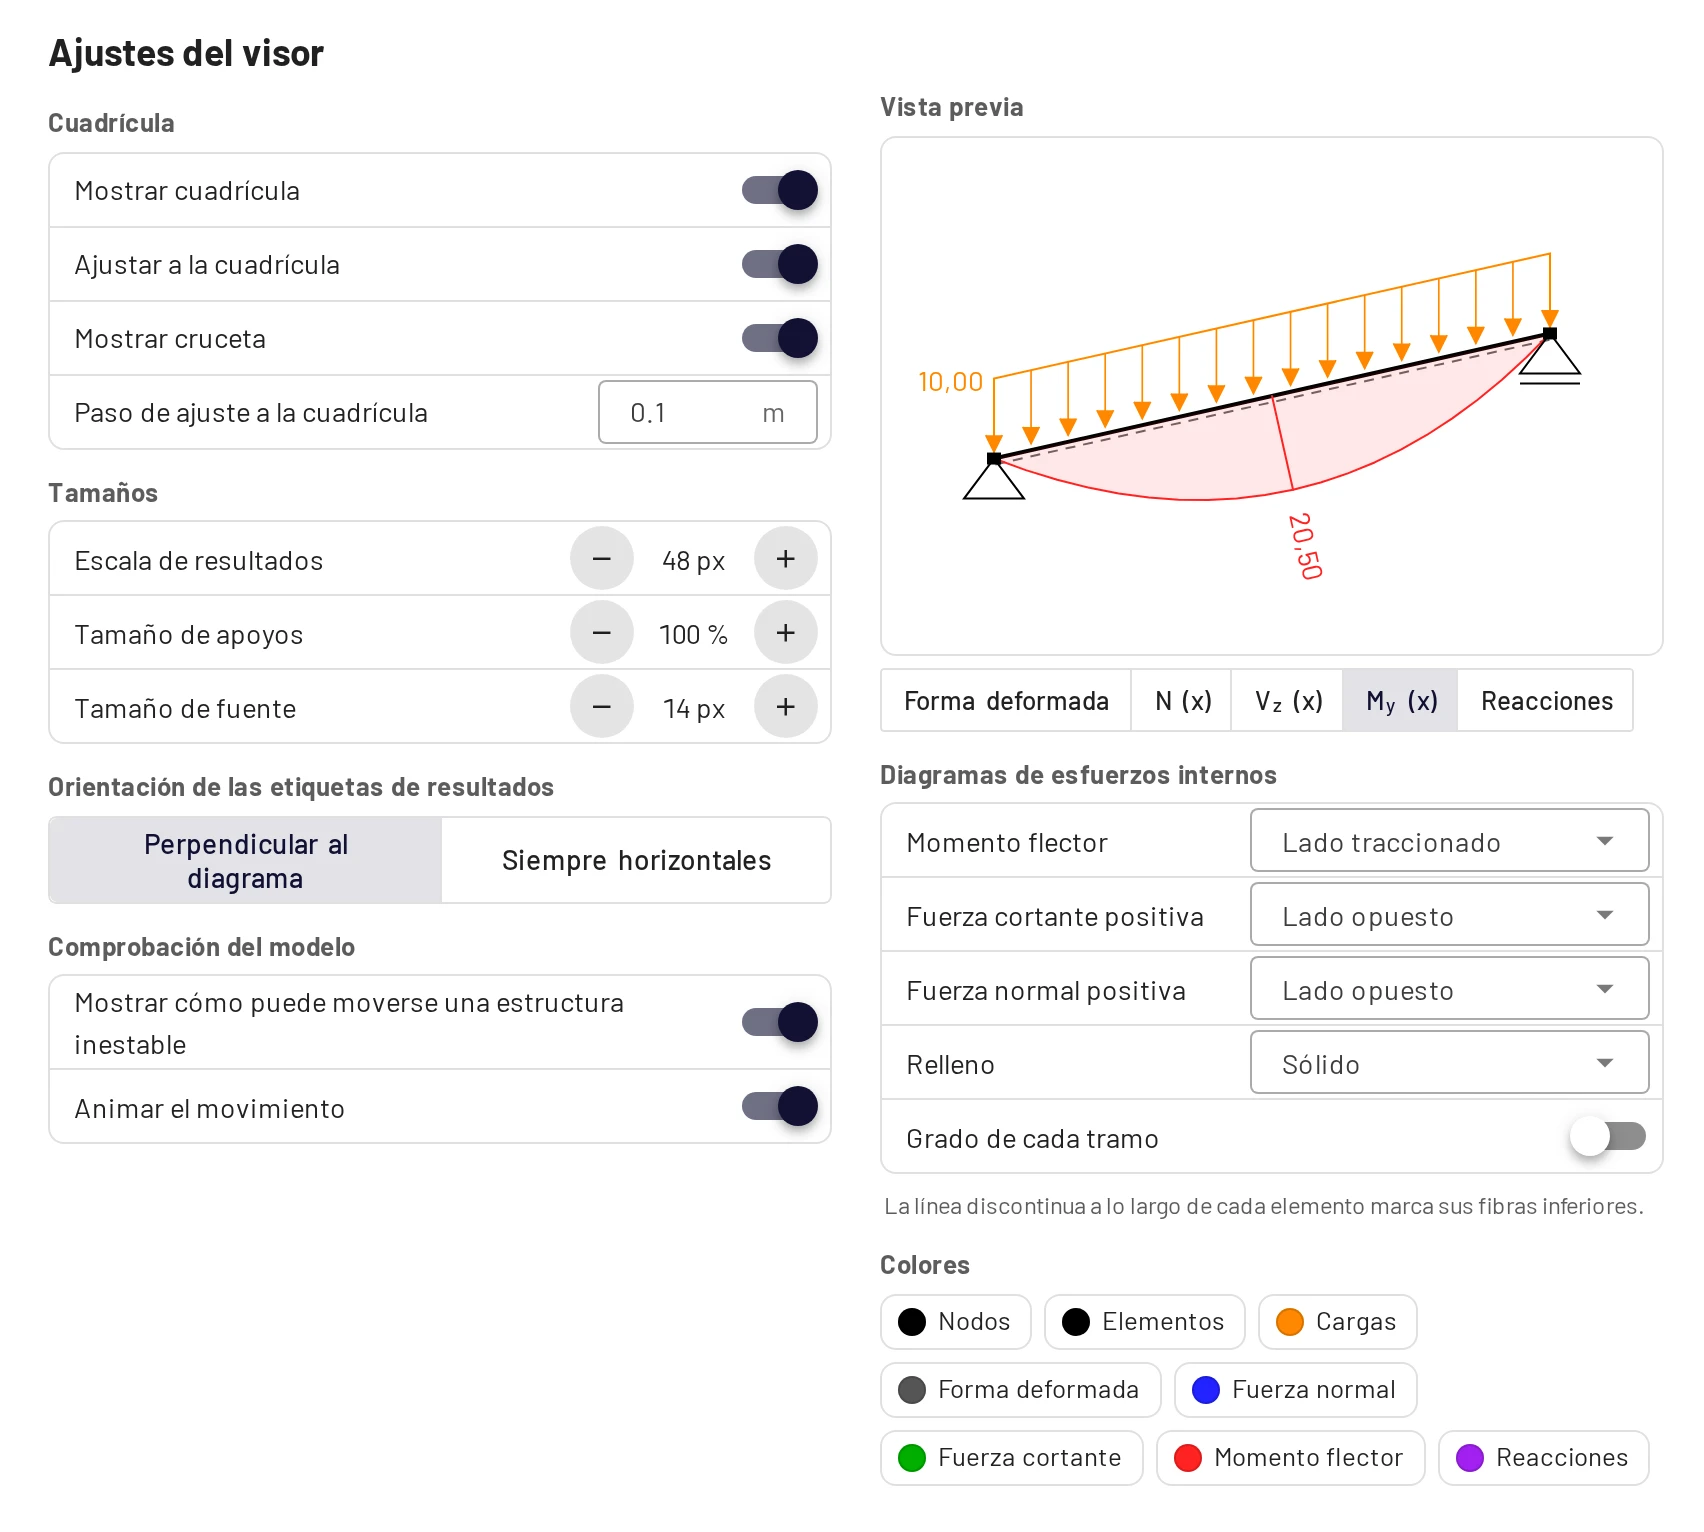 Ajustes del visor
Cuadrícula
Mostrar cuadrícula
Ajustar a la cuadrícula
Mostrar cruceta
Paso de ajuste a la cuadrícula 0.1 m
Tamaños
Escala de resultados − 48 px +
Tamaño de apoyos − 100 % +
Tamaño de fuente − 14 px +
Orientación de las etiquetas de resultados
Perpendicular al
diagrama
Siempre horizontales
Comprobación del modelo
Mostrar cómo puede moverse una estructura
inestable
Animar el movimiento
Vista previa
10,00
20,50
Forma deformada N (x) Vz (x) My (x) Reacciones
Diagramas de esfuerzos internos
Momento flector Lado traccionado
Fuerza cortante positiva Lado opuesto
Fuerza normal positiva Lado opuesto
Relleno Sólido
Grado de cada tramo
La línea discontinua a lo largo de cada elemento marca sus fibras inferiores.
Colores
Nodos Elementos Cargas
Forma deformada Fuerza normal
Fuerza cortante Momento flector Reacciones